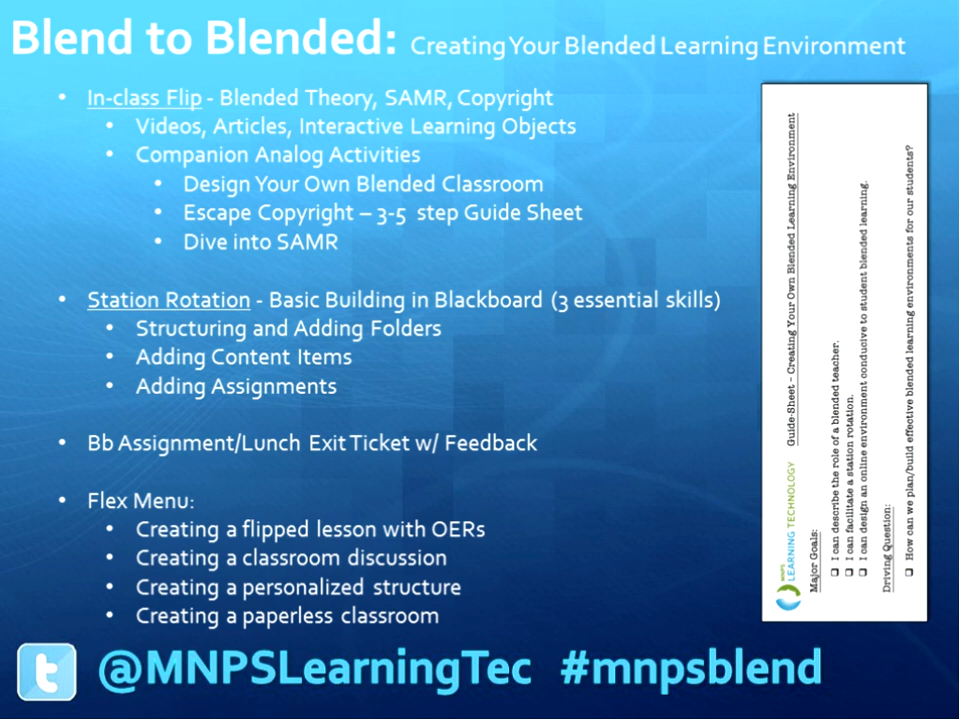 Blend to Blended: Creating Your Blended Learning Environment
• In-class Flip - Blended Theory, SAMR, Copyright
• Videos, Articles, Interactive Learning Objects
• Companion Analog Activities
• Design Your Own Blended Classroom
• Escape Copyright – 3-5 step Guide Sheet
• Dive into SAMR
• Station Rotation - Basic Building in Blackboard (3 essential skills)
• Structuring and Adding Folders
• Adding Content Items
• Adding Assignments
• Bb Assignment/Lunch Exit Ticket w/ Feedback
• Flex Menu:
• Creating a flipped lesson with OERs
• Creating a classroom discussion
• Creating a personalized structure
• Creating a paperless classroom
MNPS
LEARNING TECHNOLOGY
Guide-Sheet – Creating Your Own Blended Learning Environment
Major Goals:
❑ I can describe the role of a blended teacher.
❑ I can facilitate a station rotation.
❑ I can design an online environment conducive to student blended learning.
Driving Question:
❑ How can we plan/build effective blended learning environments for our students?
t @MNPSLearningTec #mnpsblend